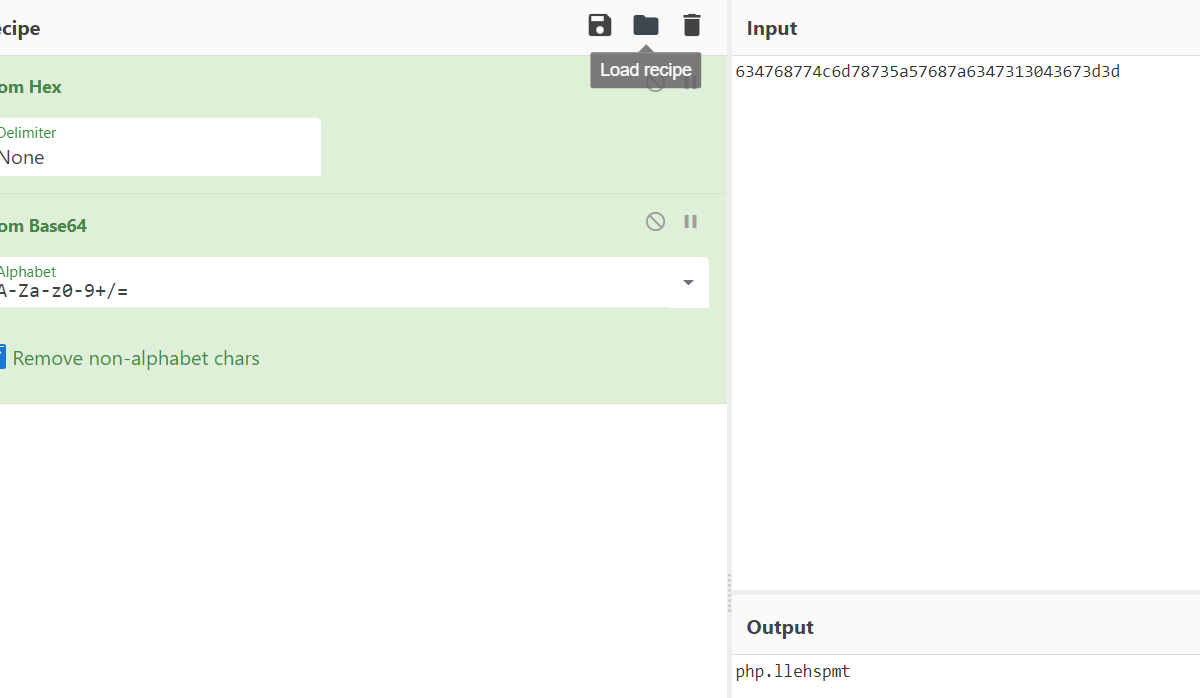 ecipe
Load recipe
om Hex
Delimiter
None
om Base64
Alphabet
A-Za-z0-9+/=
Remove non-alphabet chars
Input
634768774c6d78735a57687a6347313043673d3d
Output
php.llehspmt